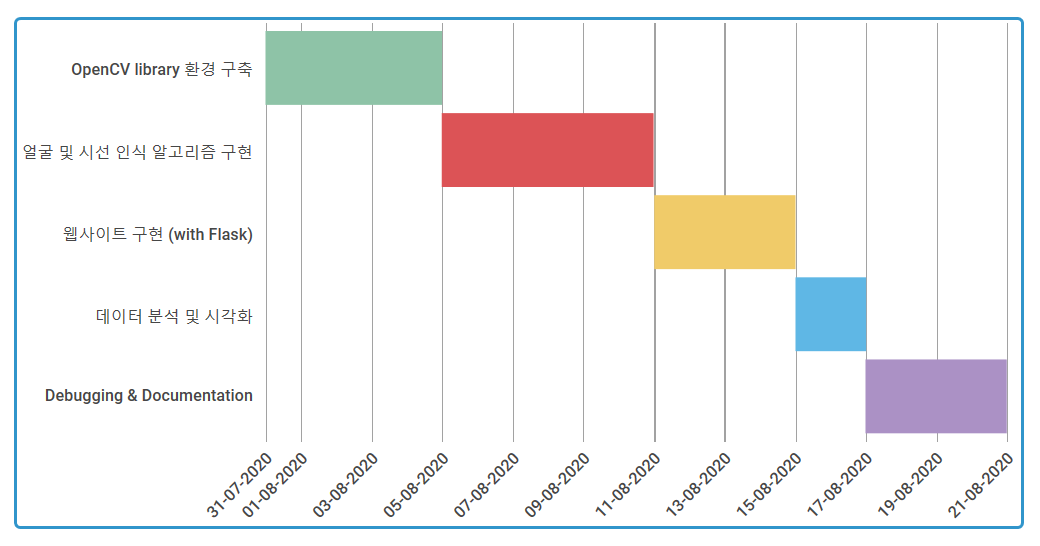 OpenCV library 환경 구축
얼굴 및 시선 인식 알고리즘 구현
웹사이트 구현 (with Flask)
데이터 분석 및 시각화
Debugging & Documentation
31-07-2020
01-08-2020
03-08-2020
05-08-2020
07-08-2020
09-08-2020
11-08-2020
13-08-2020
15-08-2020
17-08-2020
19-08-2020
21-08-2020